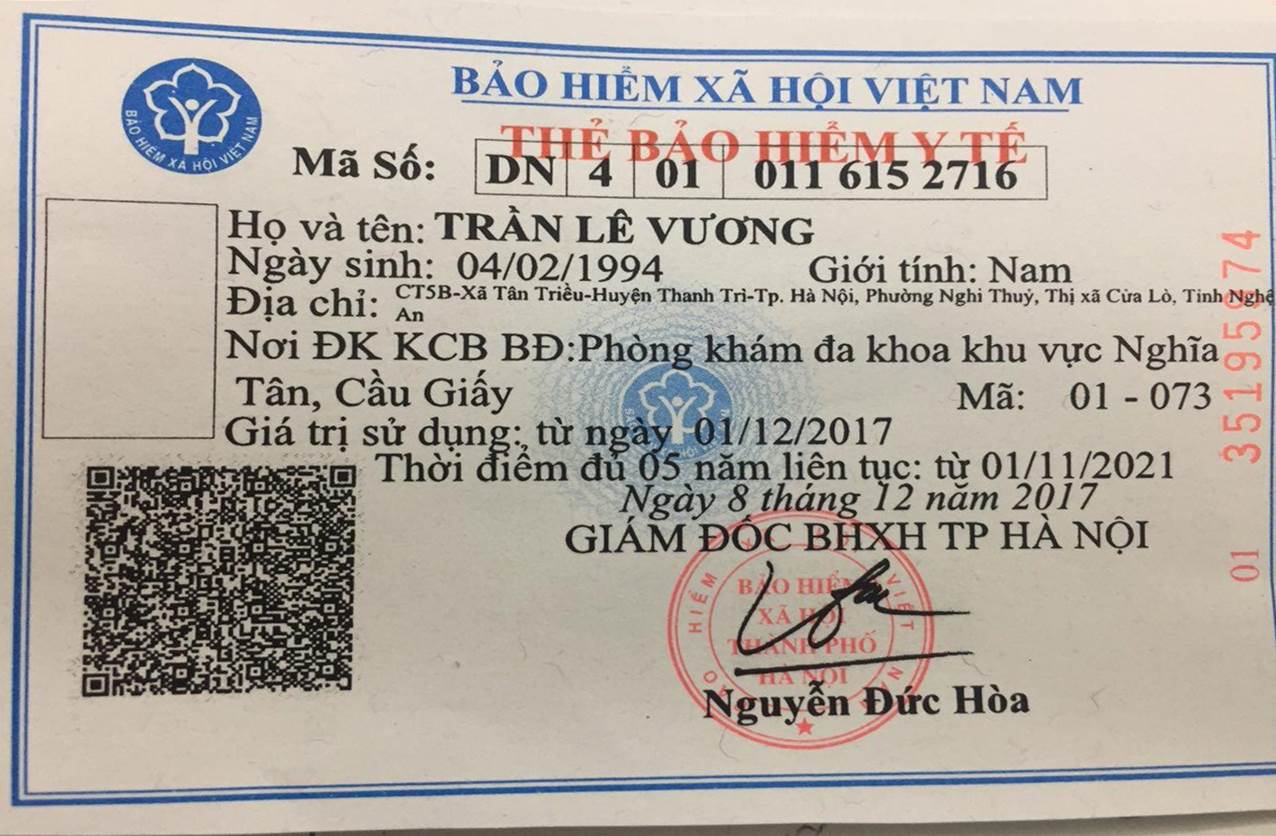 BẢO HIỂM XÃ HỘI VIỆT NAM
BẢO HIỂM XÃ HỘI VIỆT NAM
THẺ BẢO HIỂM Y TẾ
Mã Số: DN 4 01 011 615 2716
Họ và tên: TRẦN LÊ VƯƠNG
Ngày sinh: 04/02/1994 Giới tính: Nam
Địa chỉ: CT5B-Xã Tân Triều-Huyện Thanh Trì-Tp. Hà Nội, Phường Nghi Thuỷ, Thị xã Cửa Lò, Tỉnh Nghệ
An
Nơi ĐK KCB BĐ:Phòng khám đa khoa khu vực Nghĩa
Tân, Cầu Giấy Mã: 01 - 073
Giá trị sử dụng: từ ngày 01/12/2017
Thời điểm đủ 05 năm liên tục: từ 01/11/2021
Ngày 8 tháng 12 năm 2017
GIÁM ĐỐC BHXH TP HÀ NỘI
BẢO HIỂM
XÃ HỘI
THÀNH PHỐ
HÀ NỘI
Nguyễn Đức Hòa
01 35195974